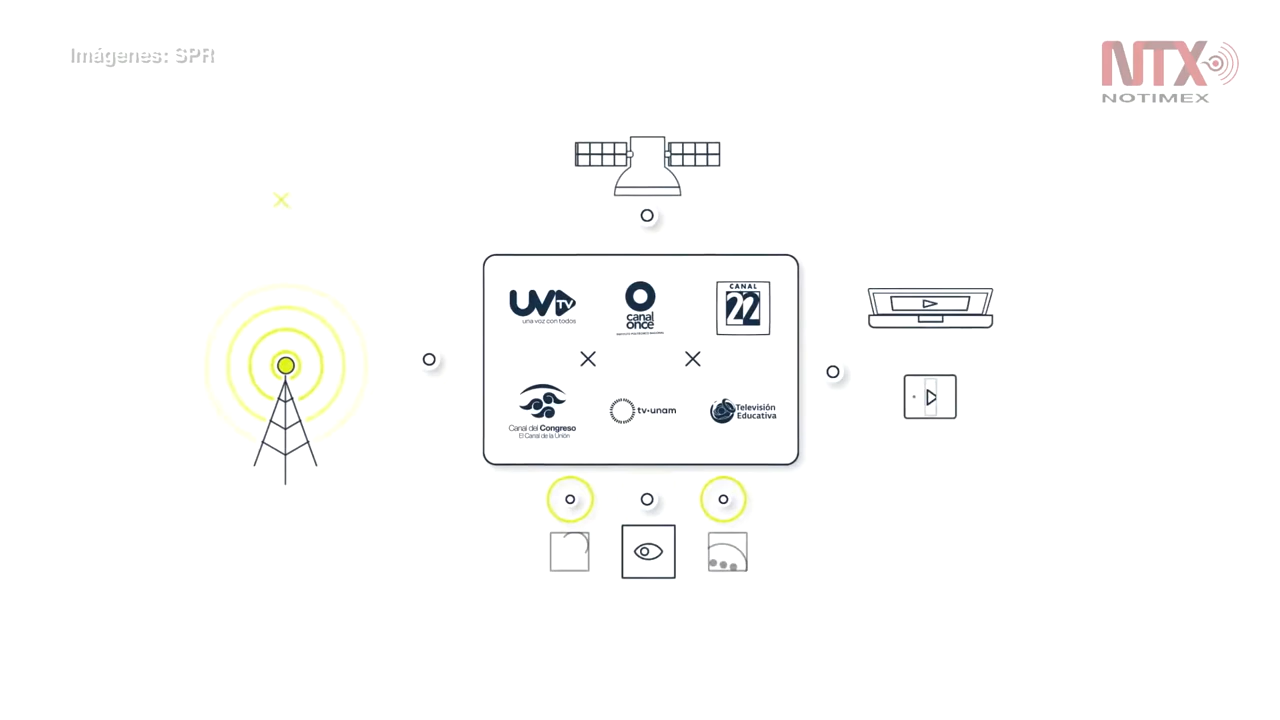 Imágenes: SPR
NTX
NOTIMEX
UV TV
una voz con todos
canal
once
CANAL
22
Canal del Congreso
El Canal de la Unión
tv•unam
Televisión
Educativa